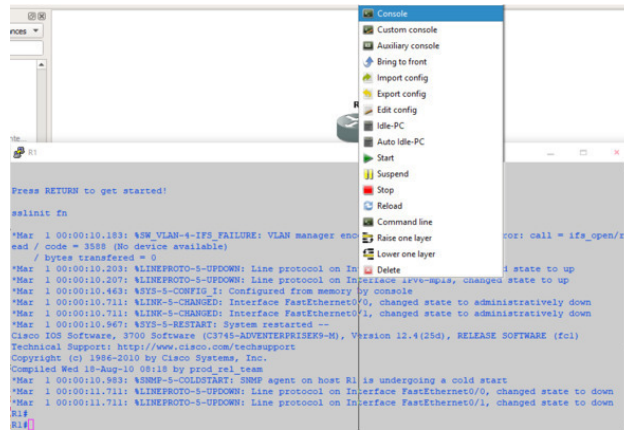 ances
Console
Custom console
Auxiliary console
Bring to front
Import config
Export config
Edit config
Idle-PC
Auto Idle-PC
Start
Suspend
Stop
Reload
Command line
Raise one layer
Lower one layer
Delete
R
R1
Press RETURN to get started!
sslinit fn
*Mar  1 00:00:10.183: %SW_VLAN-4-IFS_FAILURE: VLAN manager enc ror: call = ifs_open/r
ead / code = 3588 (No device available)
/ bytes transfered = 0
*Mar  1 00:00:10.203: %LINEPROTO-5-UPDOWN: Line protocol on Int ed state to up
*Mar  1 00:00:10.207: %LINEPROTO-5-UPDOWN: Line protocol on Interface IPv6-mpls, changed state to up
*Mar  1 00:00:10.463: %SYS-5-CONFIG_I: Configured from memory by console
*Mar  1 00:00:10.711: %LINK-5-CHANGED: Interface FastEthernet0/0, changed state to administratively down
*Mar  1 00:00:10.711: %LINK-5-CHANGED: Interface FastEthernet0/1, changed state to administratively down
*Mar  1 00:00:10.967: %SYS-5-RESTART: System restarted --
Cisco IOS Software, 3700 Software (C3745-ADVENTERPRISEK9-M), Version 12.4(25d), RELEASE SOFTWARE (fc1)
Technical Support: http://www.cisco.com/techsupport
Copyright (c) 1986-2010 by Cisco Systems, Inc.
Compiled Wed 18-Aug-10 08:18 by prod_rel_team
*Mar  1 00:00:10.983: %SNMP-5-COLDSTART: SNMP agent on host R1 is undergoing a cold start
*Mar  1 00:00:11.711: %LINEPROTO-5-UPDOWN: Line protocol on Interface FastEthernet0/0, changed state to down
*Mar  1 00:00:11.711: %LINEPROTO-5-UPDOWN: Line protocol on Interface FastEthernet0/1, changed state to down
R1#
R1#